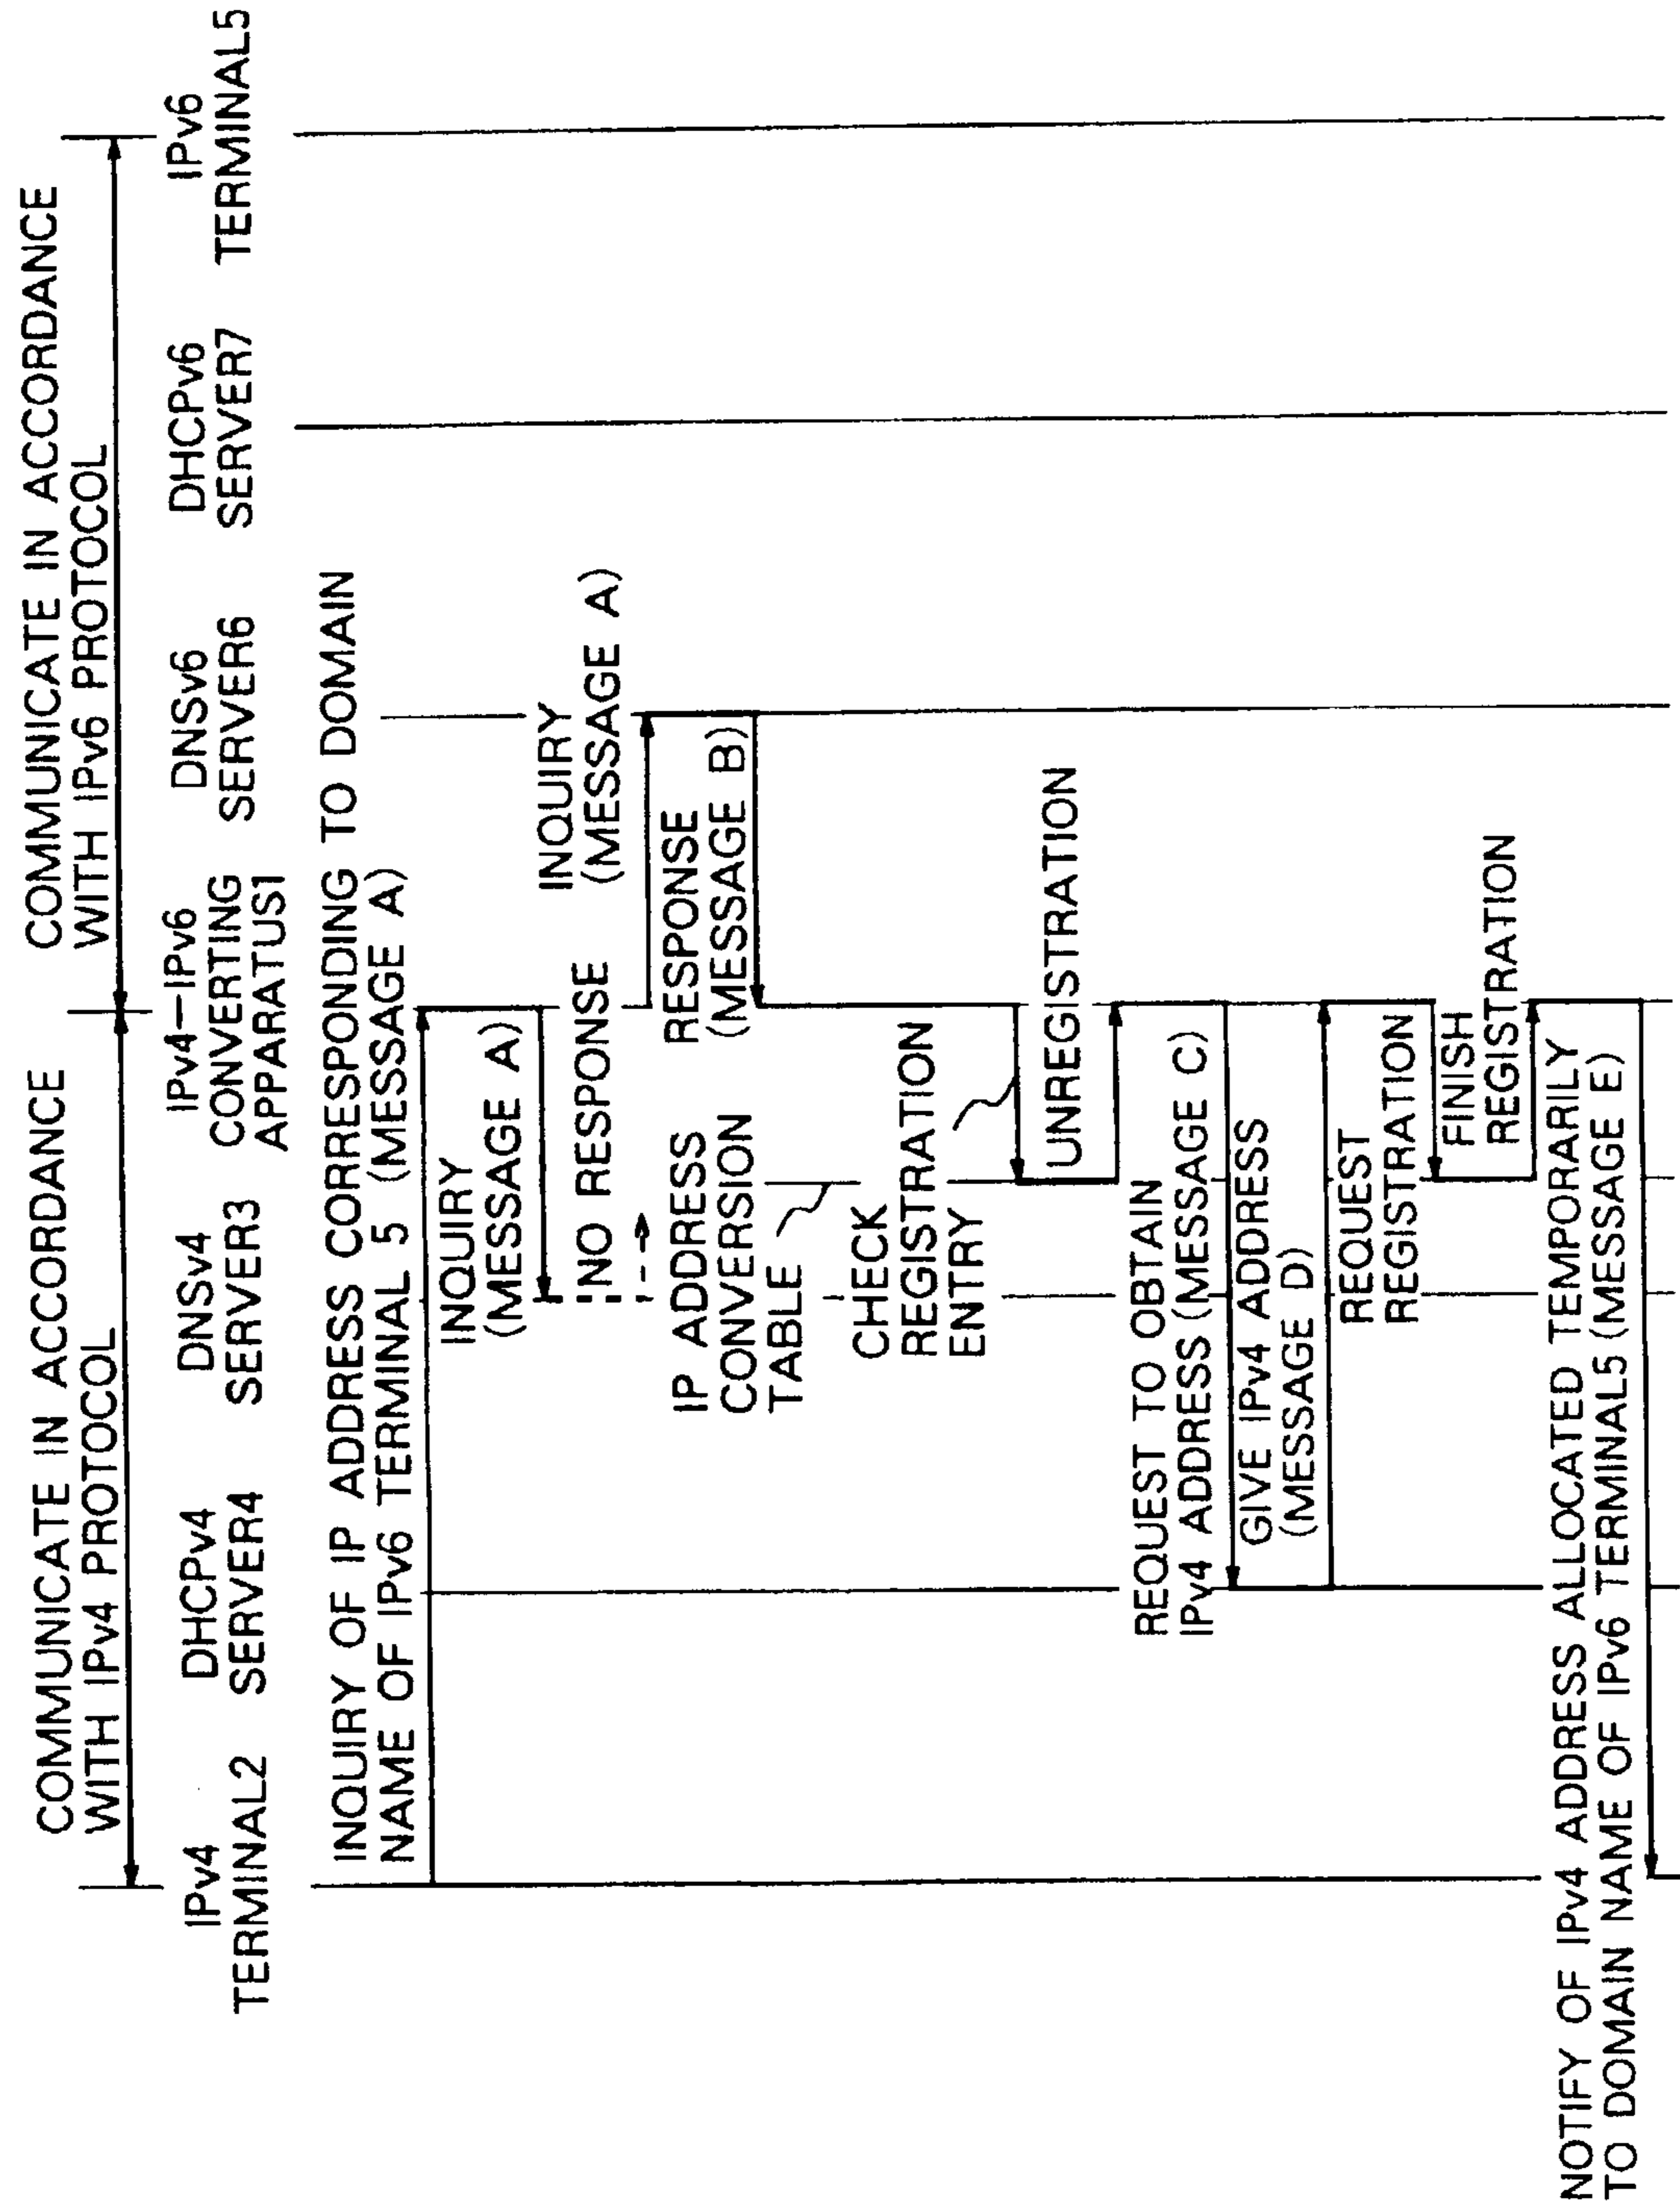 COMMUNICATE IN ACCORDANCE
WITH IPv4 PROTOCOL
COMMUNICATE IN ACCORDANCE
WITH IPv6 PROTOCOL
IPv4
TERMINAL2
DHCPv4
SERVER4
DNSv4
SERVER3
IPv4-IPv6
CONVERTING
APPARATUS1
DNSv6
SERVER6
DHCPv6
SERVER7
IPv6
TERMINAL5
INQUIRY OF IP ADDRESS CORRESPONDING TO DOMAIN
NAME OF IPv6 TERMINAL 5 (MESSAGE A)
INQUIRY
(MESSAGE A)
NO RESPONSE
INQUIRY
(MESSAGE A)
RESPONSE
(MESSAGE B)
IP ADDRESS
CONVERSION
TABLE
CHECK
REGISTRATION
ENTRY
UNREGISTRATION
REQUEST TO OBTAIN
IPv4 ADDRESS (MESSAGE C)
GIVE IPv4 ADDRESS
(MESSAGE D)
REQUEST
REGISTRATION
FINISH
REGISTRATION
NOTIFY OF IPv4 ADDRESS ALLOCATED TEMPORARILY
TO DOMAIN NAME OF IPv6 TERMINAL5 (MESSAGE E)